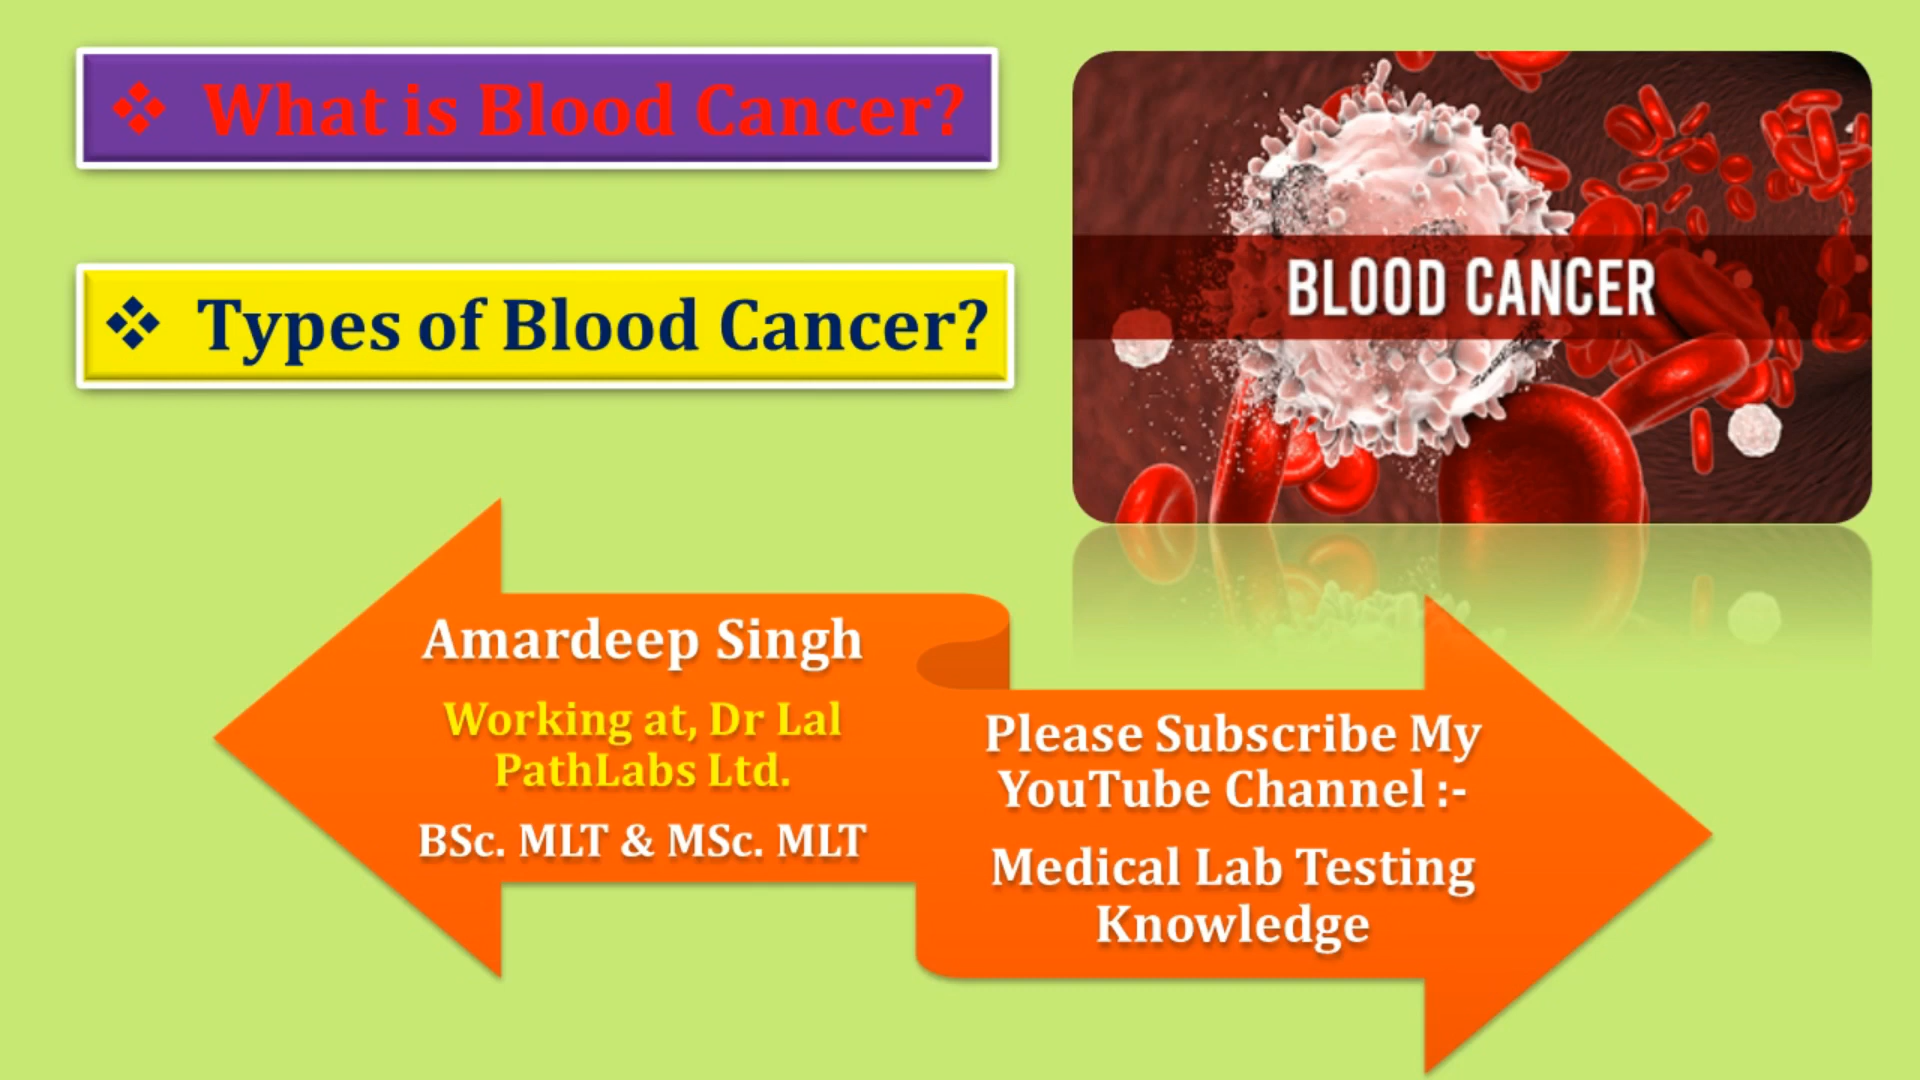 ❖ What is Blood Cancer?
❖ Types of Blood Cancer?
BLOOD CANCER
Amardeep Singh
Working at, Dr Lal
PathLabs Ltd.
BSc. MLT & MSc. MLT
Please Subscribe My
YouTube Channel :-
Medical Lab Testing
Knowledge